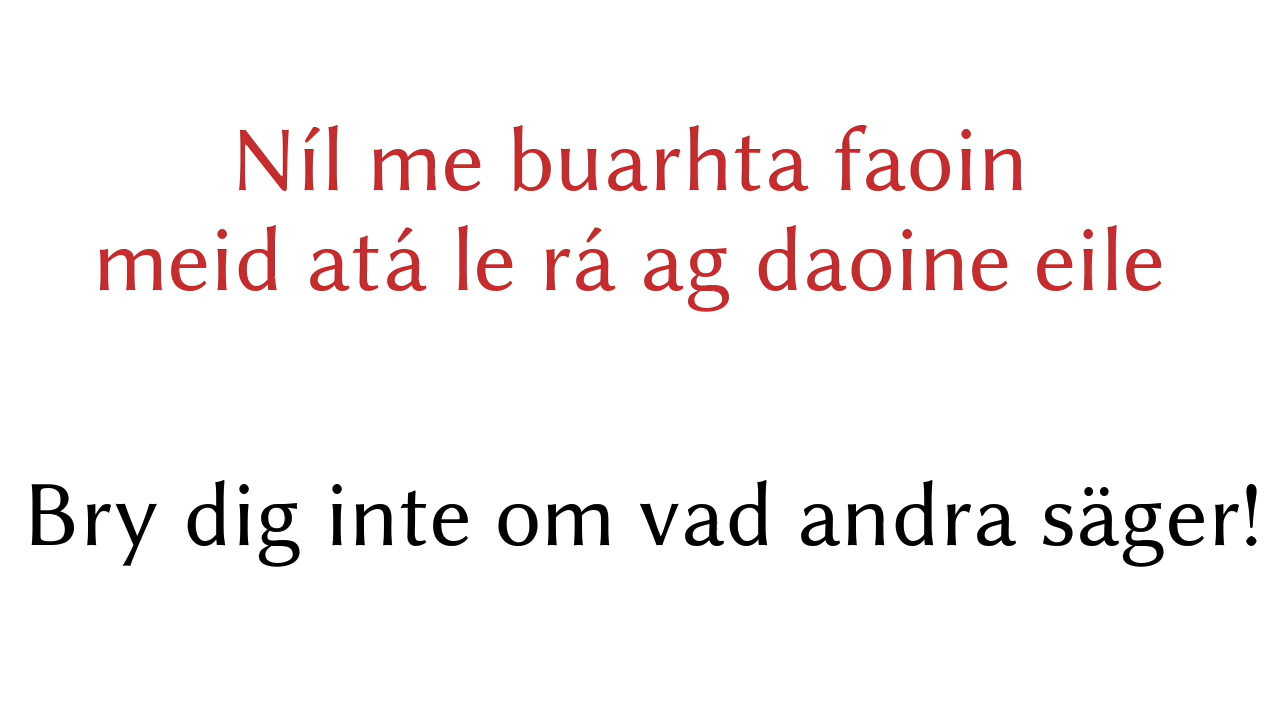 Níl me buarhta faoin
meid atá le rá ag daoine eile
Bry dig inte om vad andra säger!